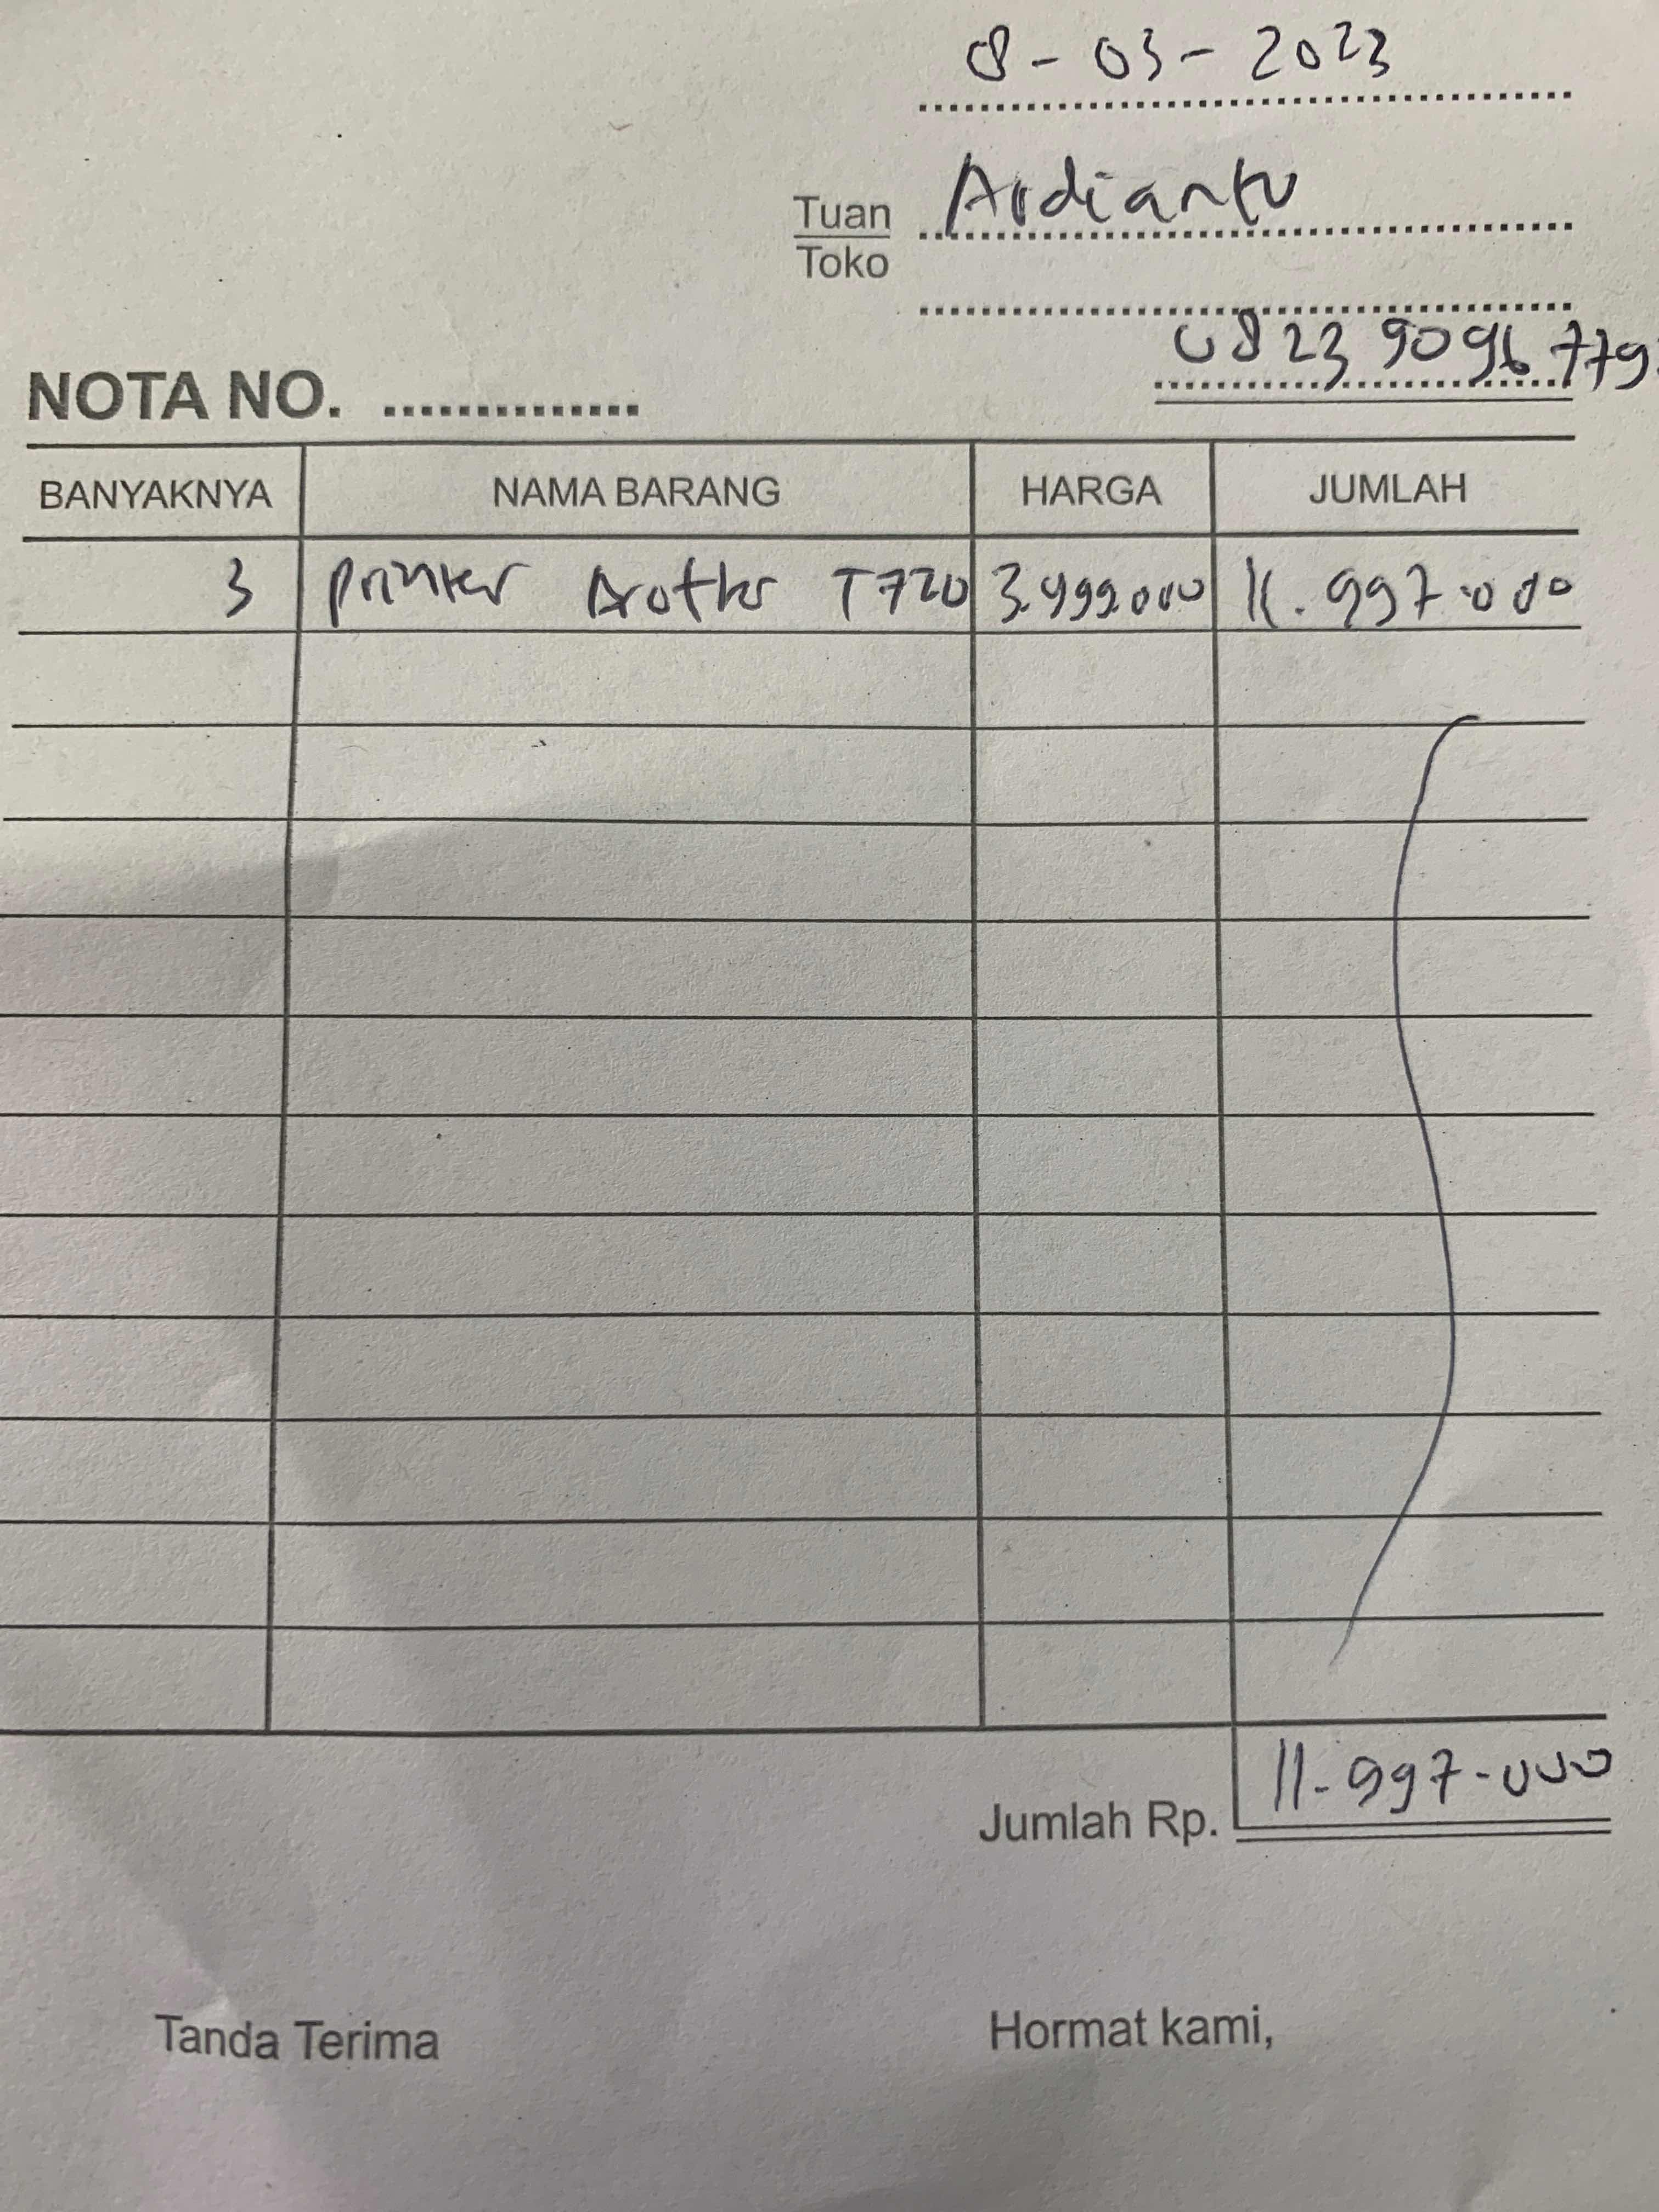 8 - 03 - 2023
Tuan Ardianto
Toko
0823 9096 779
NOTA NO. ..............
BANYAKNYA NAMA BARANG HARGA JUMLAH
3 Printer Brother T720 3.999.000 11.997.000
Jumlah Rp. 11-997-000
Tanda Terima Hormat kami,